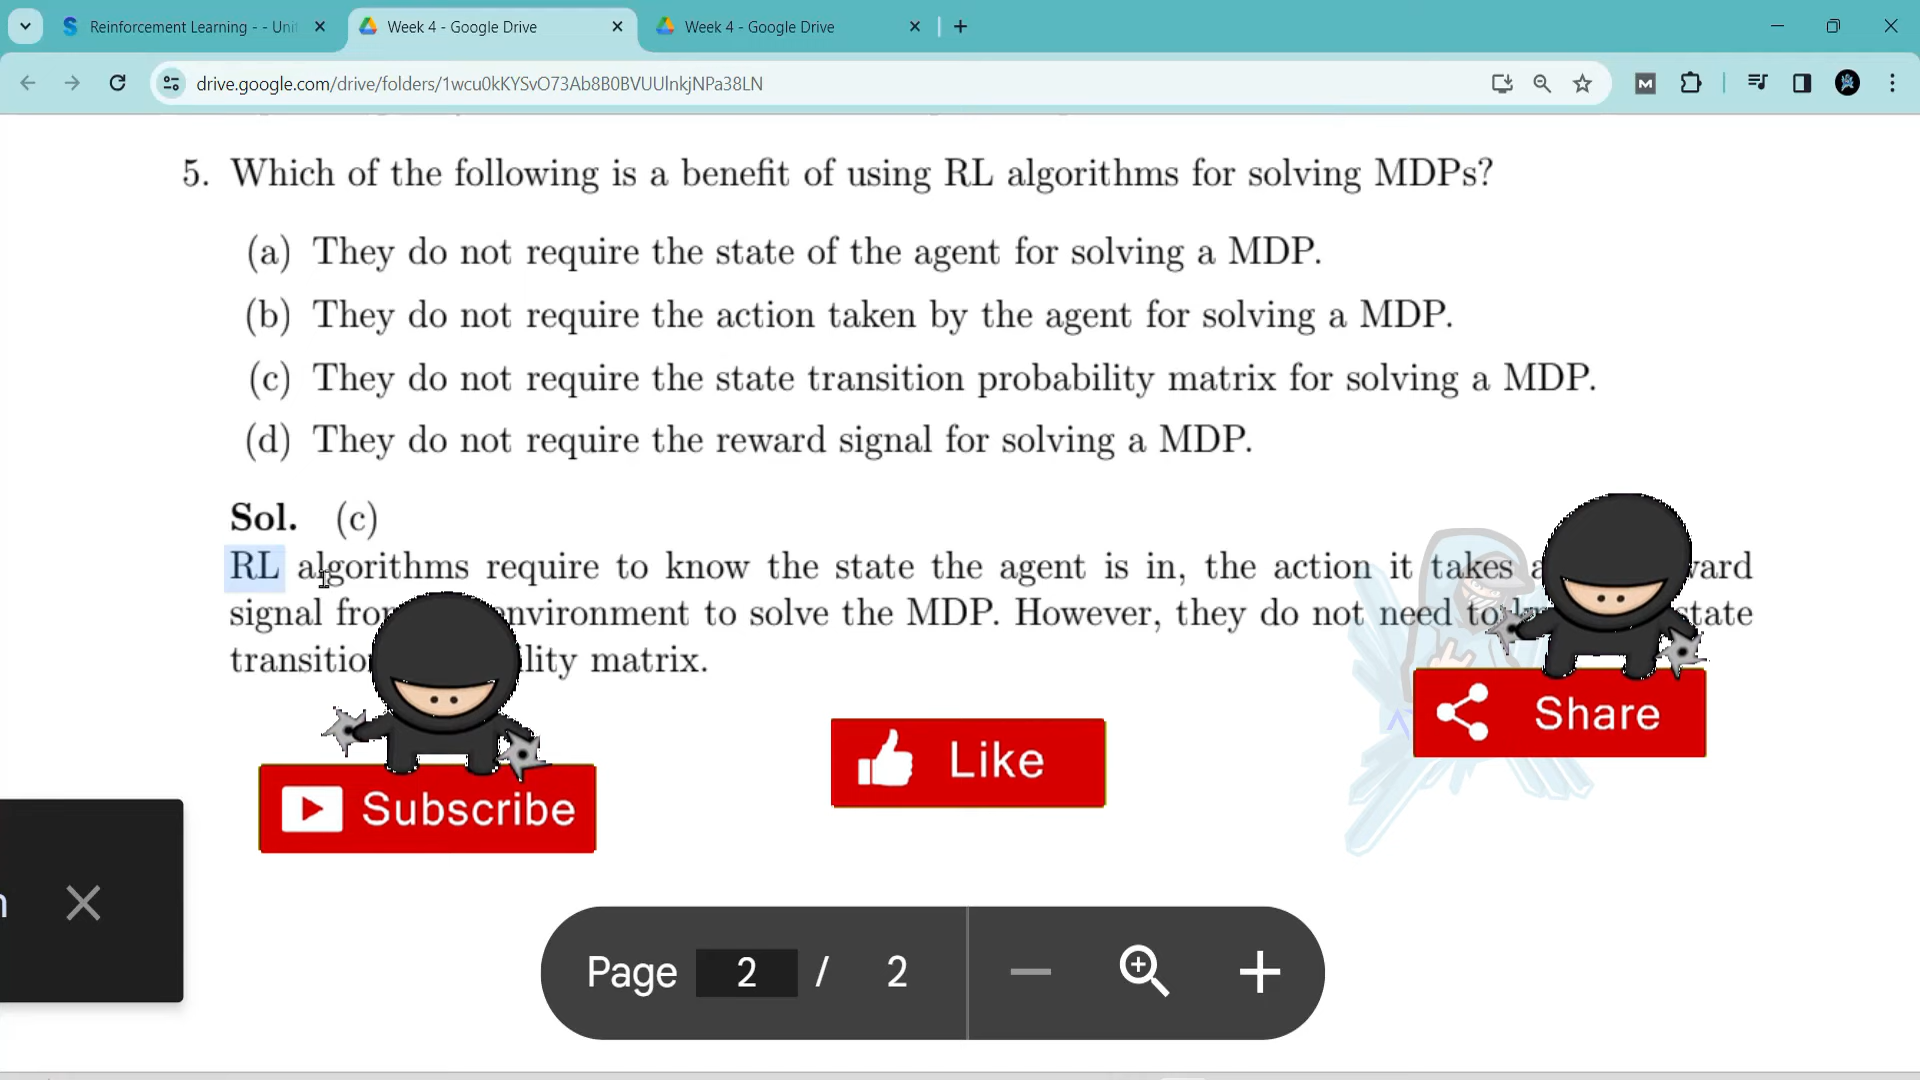 Reinforcement Learning - - Uni
Week 4 - Google Drive
Week 4 - Google Drive
drive.google.com/drive/folders/1wcu0kKYSvO73Ab8B0BVUUlnkjNPa38LN
M
5. Which of the following is a benefit of using RL algorithms for solving MDPs?
(a) They do not require the state of the agent for solving a MDP.
(b) They do not require the action taken by the agent for solving a MDP.
(c) They do not require the state transition probability matrix for solving a MDP.
(d) They do not require the reward signal for solving a MDP.
Sol. (c)
RL algorithms require to know the state the agent is in, the action it takes
signal environment to solve the MDP. However, they do not need to
matrix.
Share
Like
Subscribe
Page 2 / 2